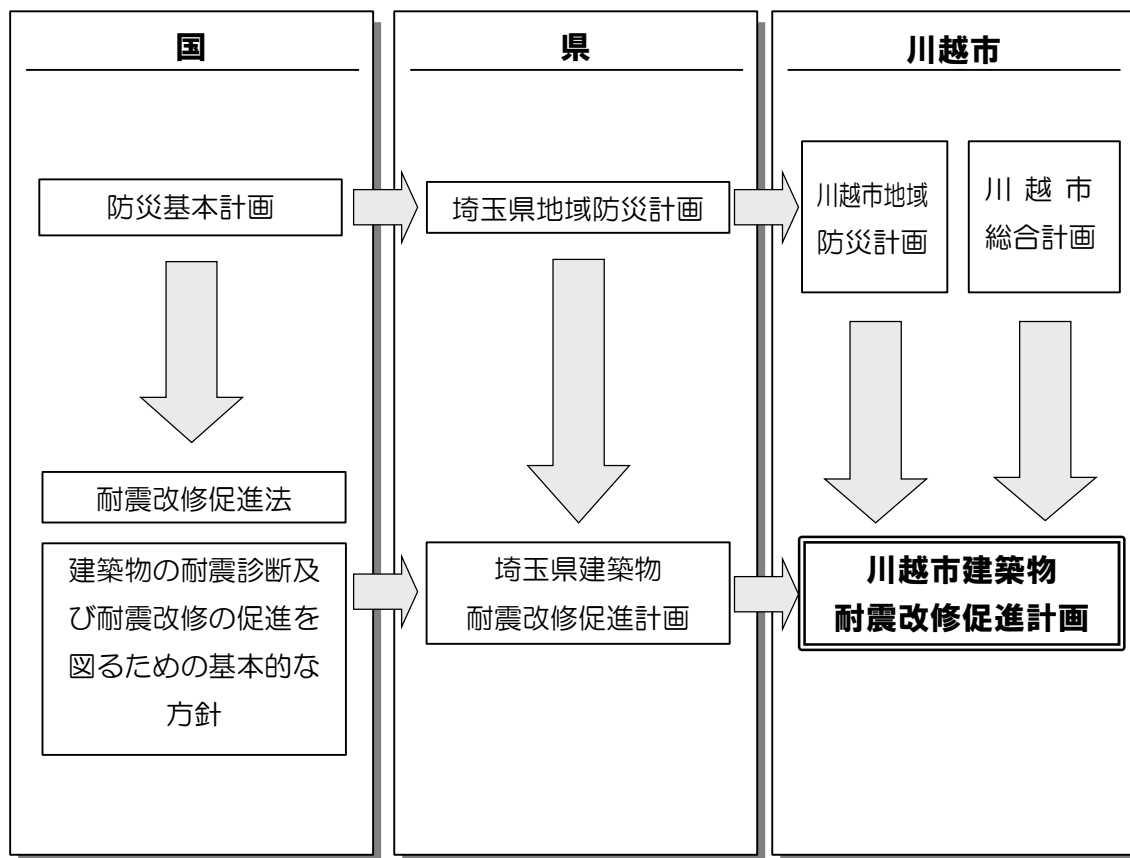 国
防災基本計画
耐震改修促進法
建築物の耐震診断及
び耐震改修の促進を
図るための基本的な
方針
県
埼玉県地域防災計画
埼玉県建築物
耐震改修促進計画
川越市
川越市地域
防災計画
川越市
総合計画
川越市建築物
耐震改修促進計画